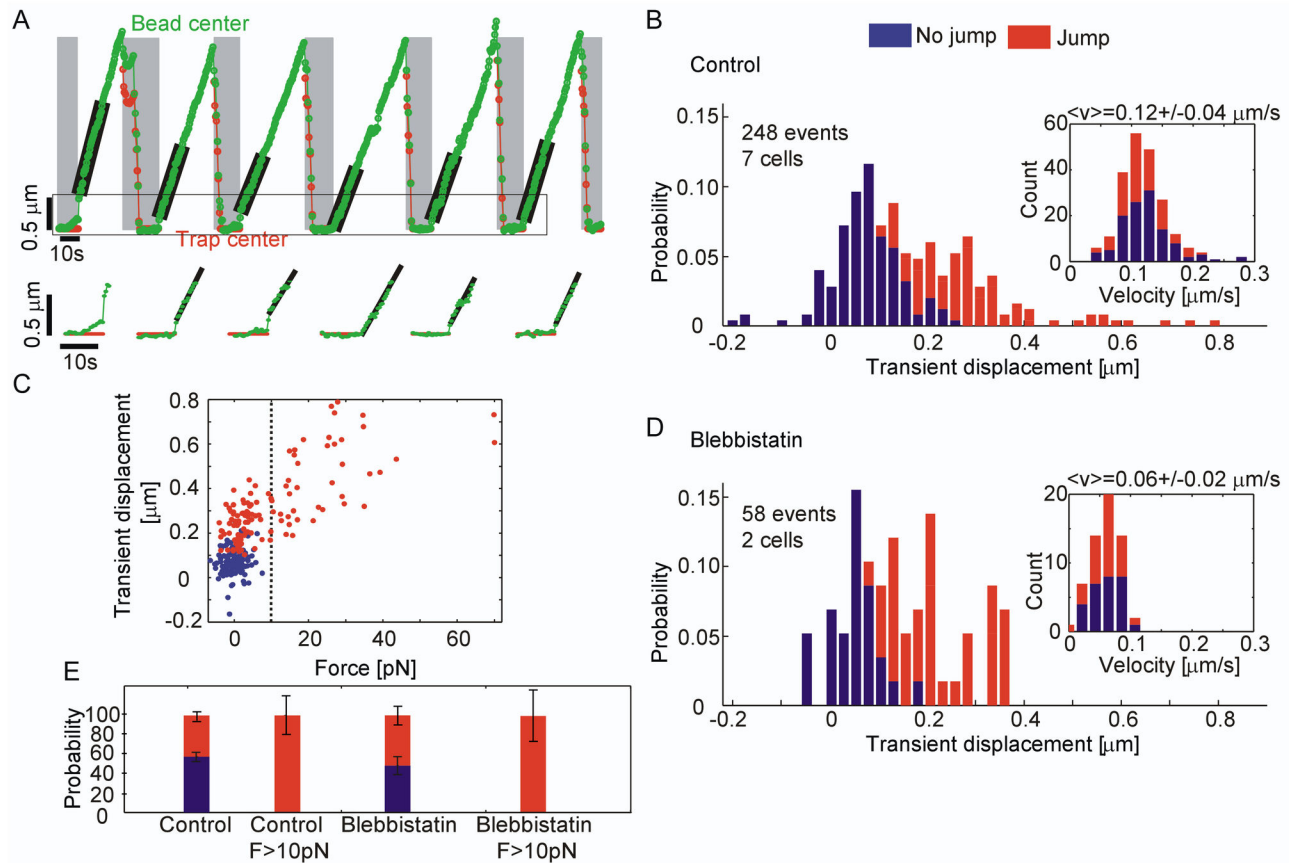 A
Bead center
Trap center
0.5 μm
10s
0.5 μm
10s
B
No jump
Jump
Control
248 events
7 cells
Probability
0.15
0.10
0.05
0
-0.2
0
0.2
0.4
0.6
0.8
Transient displacement [μm]
<v>=0.12+/-0.04 μm/s
Count
60
40
20
0
0
0.1
0.2
0.3
Velocity [μm/s]
C
Transient displacement
[μm]
0.8
0.6
0.4
0.2
0
-0.2
0
20
40
60
Force [pN]
D
Blebbistatin
58 events
2 cells
Probability
0.15
0.10
0.05
0
-0.2
0
0.2
0.4
0.6
0.8
Transient displacement [μm]
<v>=0.06+/-0.02 μm/s
Count
20
10
0
0
0.1
0.2
0.3
Velocity [μm/s]
E
Probability
100
80
60
40
20
0
Control
Control
F>10pN
Blebbistatin
Blebbistatin
F>10pN